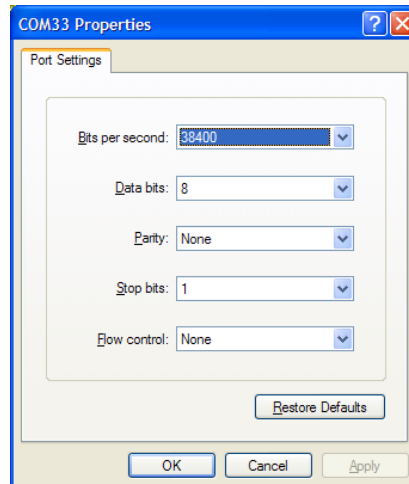 COM33 Properties
Port Settings
Bits per second: 38400
Data bits: 8
Parity: None
Stop bits: 1
Flow control: None
Restore Defaults
OK Cancel Apply